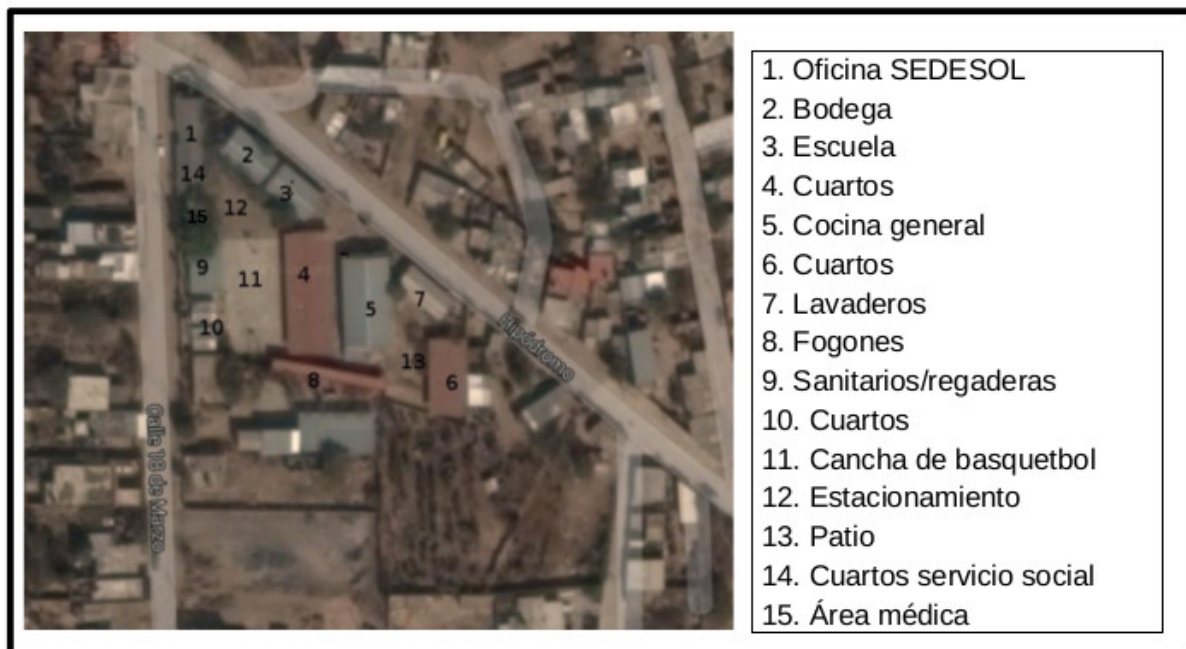 1. Oficina SEDESOL
2. Bodega
3. Escuela
4. Cuartos
5. Cocina general
6. Cuartos
7. Lavaderos
8. Fogones
9. Sanitarios/regaderas
10. Cuartos
11. Cancha de basquetbol
12. Estacionamiento
13. Patio
14. Cuartos servicio social
15. Área médica
1
2
14
3
15
12
9
11
4
5
7
10
Hipódromo
13
8
6
Calle 18 de Marzo